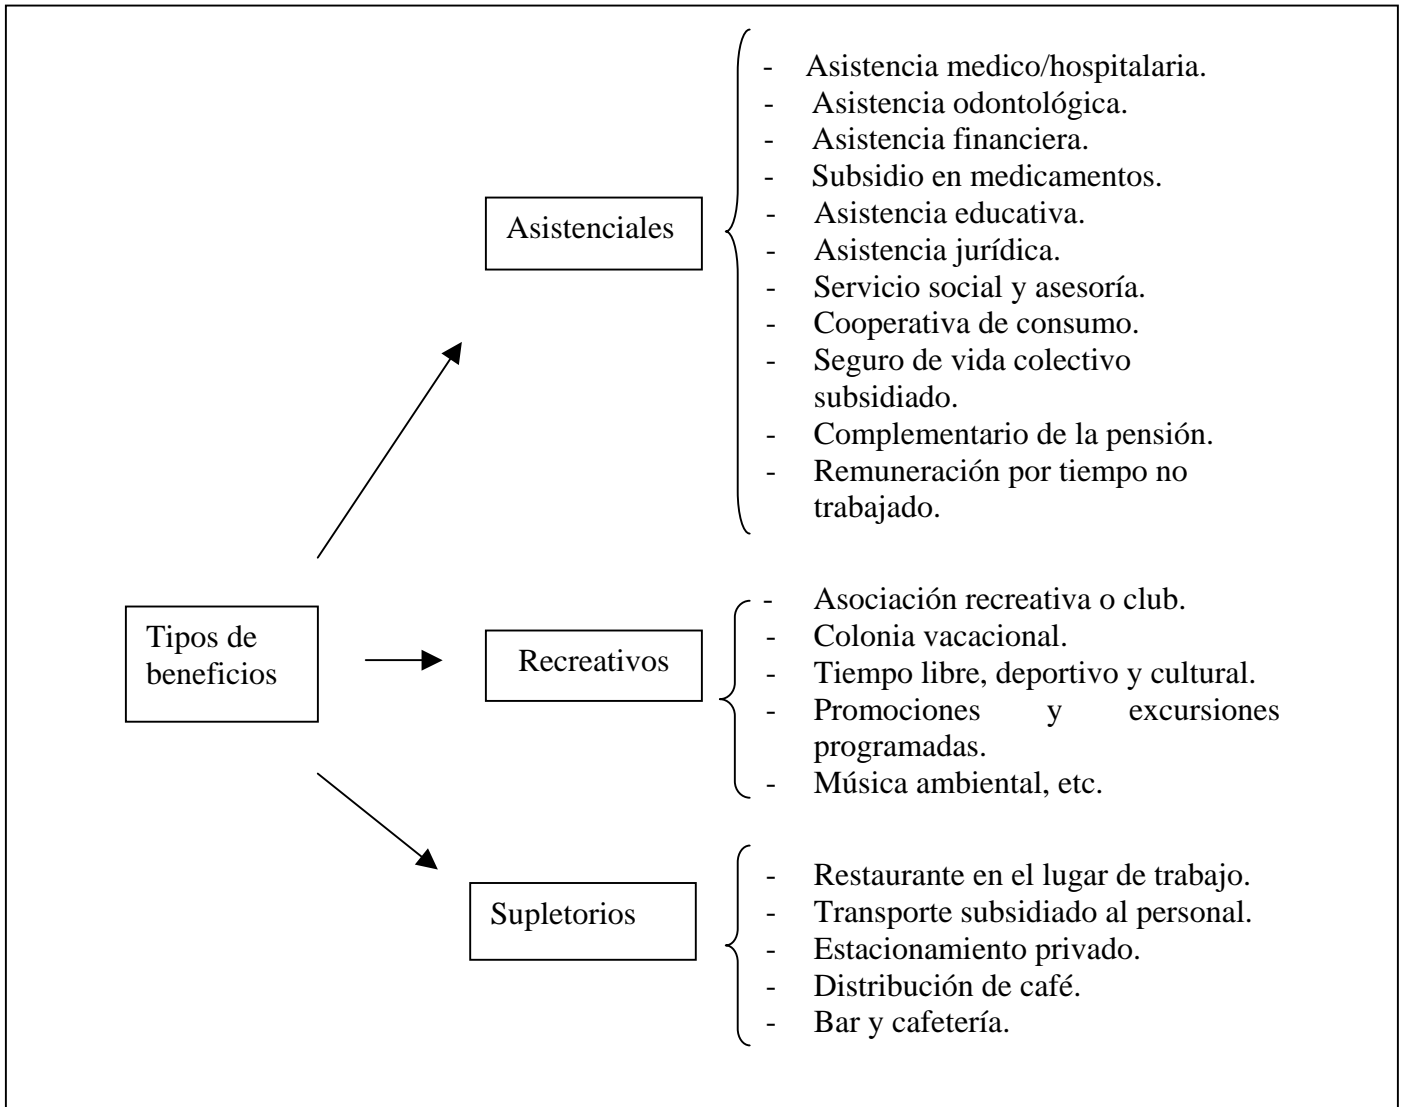 - Asistencia medico/hospitalaria.
- Asistencia odontológica.
- Asistencia financiera.
- Subsidio en medicamentos.
Asistenciales
- Asistencia educativa.
- Asistencia jurídica.
- Servicio social y asesoría.
- Cooperativa de consumo.
- Seguro de vida colectivo
subsidiado.
- Complementario de la pensión.
- Remuneración por tiempo no
trabajado.
Tipos de
beneficios
Recreativos
- Asociación recreativa o club.
- Colonia vacacional.
- Tiempo libre, deportivo y cultural.
- Promociones y excursiones
programadas.
- Música ambiental, etc.
Supletorios
- Restaurante en el lugar de trabajo.
- Transporte subsidiado al personal.
- Estacionamiento privado.
- Distribución de café.
- Bar y cafetería.